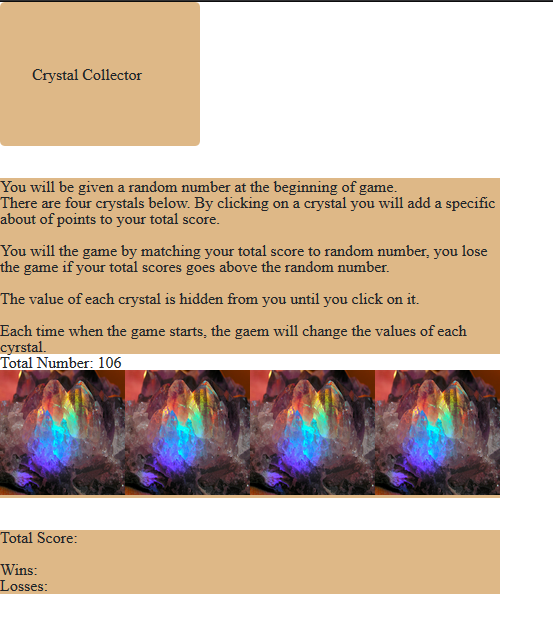 Crystal Collector
You will be given a random number at the beginning of game.
There are four crystals below. By clicking on a crystal you will add a specific
about of points to your total score.
You will the game by matching your total score to random number, you lose
the game if your total scores goes above the random number.
The value of each crystal is hidden from you until you click on it.
Each time when the game starts, the gaem will change the values of each
cyrstal.
Total Number: 106
Total Score:
Wins:
Losses: